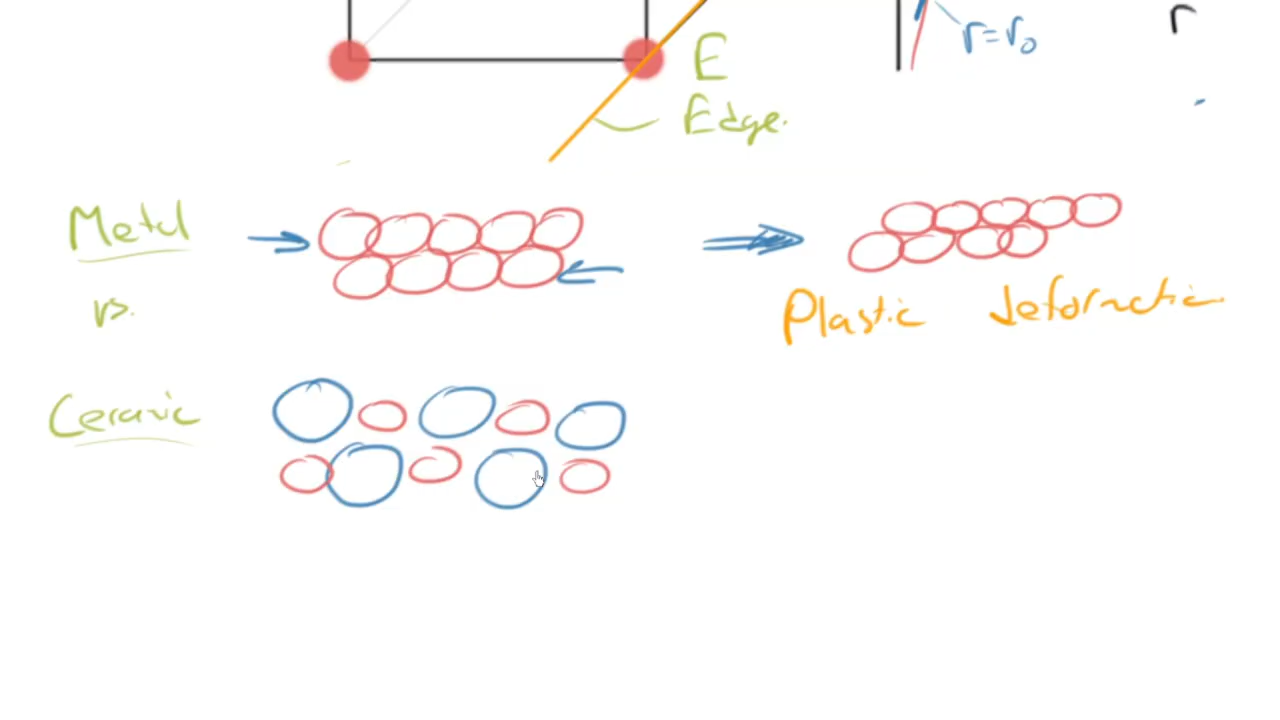 r
r=r₀
E
Edge.
Metal
vs.
Plastic deformation
Ceramic